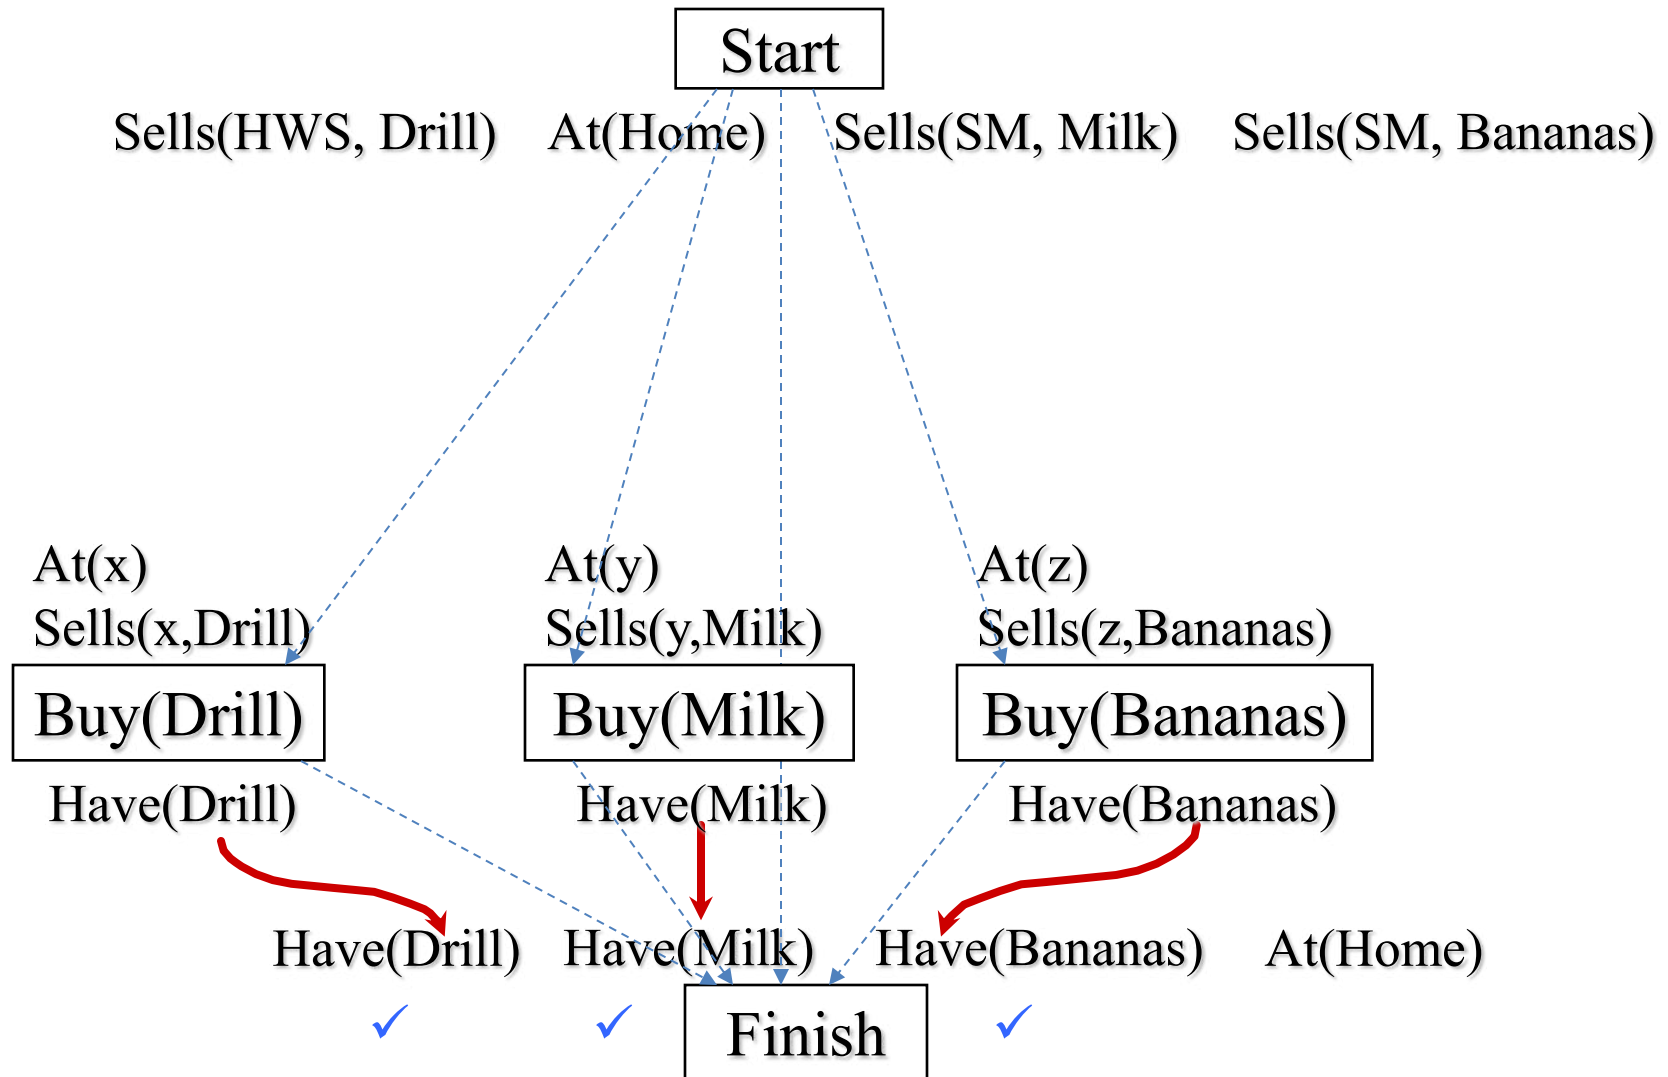 Start
Sells(HWS, Drill) At(Home) Sells(SM, Milk) Sells(SM, Bananas)
At(x) At(y) At(z)
Sells(x,Drill) Sells(y,Milk) Sells(z,Bananas)
Buy(Drill) Buy(Milk) Buy(Bananas)
Have(Drill) Have(Milk) Have(Bananas)
Have(Drill) Have(Milk) Have(Bananas) At(Home)
✓ ✓ ✓
Finish